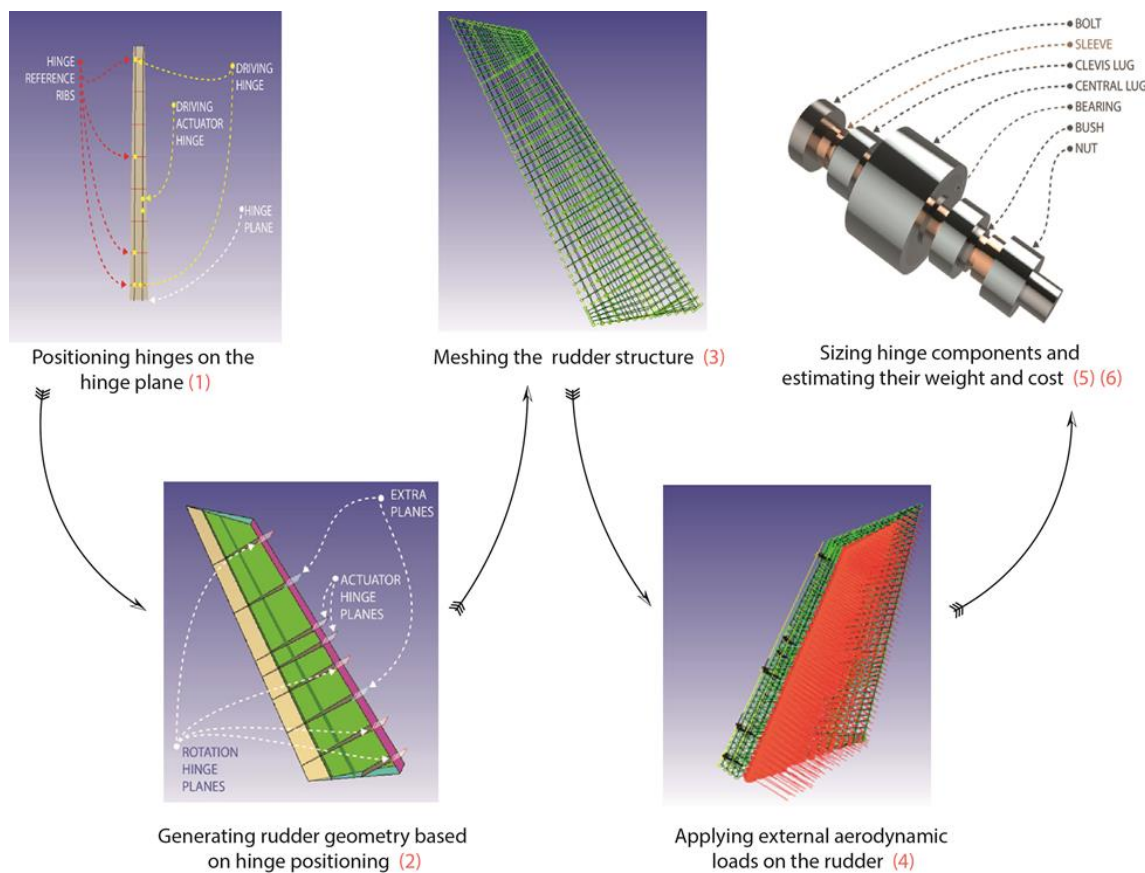 HINGE
REFERENCE
RIBS
DRIVING
HINGE
DRIVING
ACTUATOR
HINGE
HINGE
PLANE
Positioning hinges on the
hinge plane (1)
Meshing the rudder structure (3)
BOLT
SLEEVE
CLEVIS LUG
CENTRAL LUG
BEARING
BUSH
NUT
Sizing hinge components and
estimating their weight and cost (5) (6)
EXTRA
PLANES
ACTUATOR
HINGE
PLANES
ROTATION
HINGE
PLANES
Generating rudder geometry based
on hinge positioning (2)
Applying external aerodynamic
loads on the rudder (4)